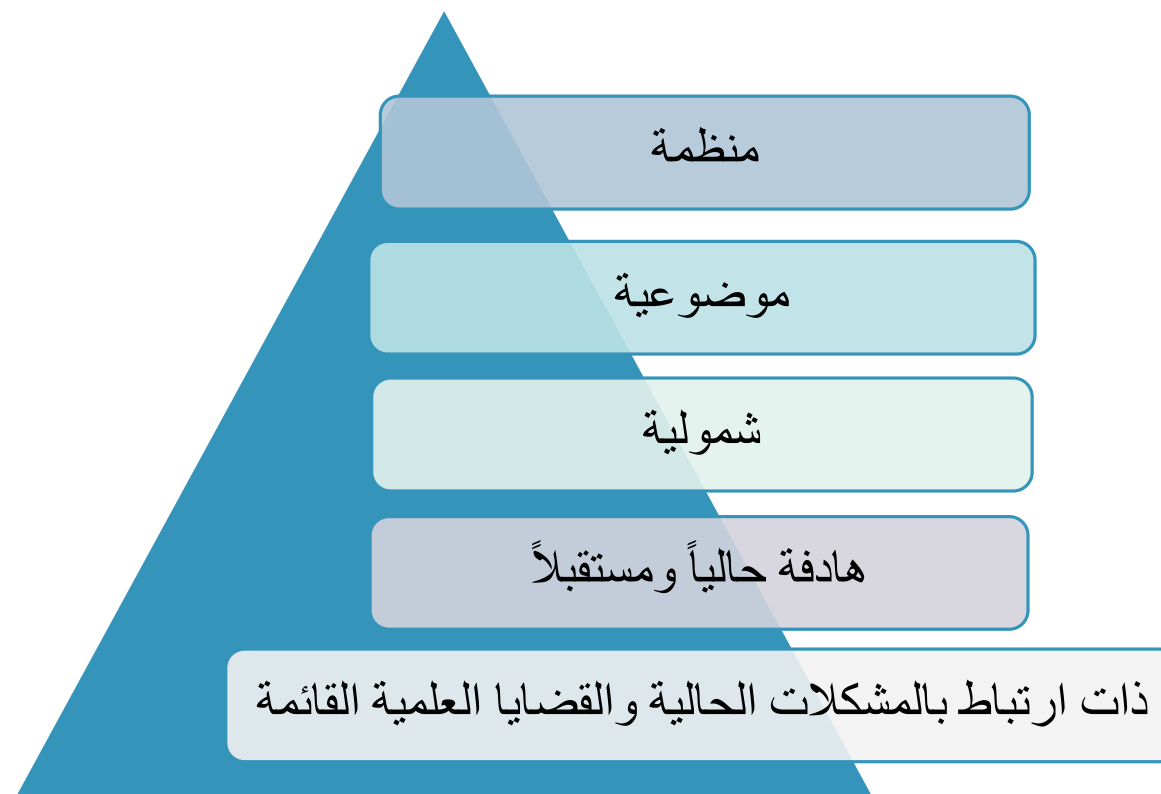 منظمة
موضوعية
شمولية
هادفة حالياً ومستقبلاً
ذات ارتباط بالمشكلات الحالية والقضايا العلمية القائمة